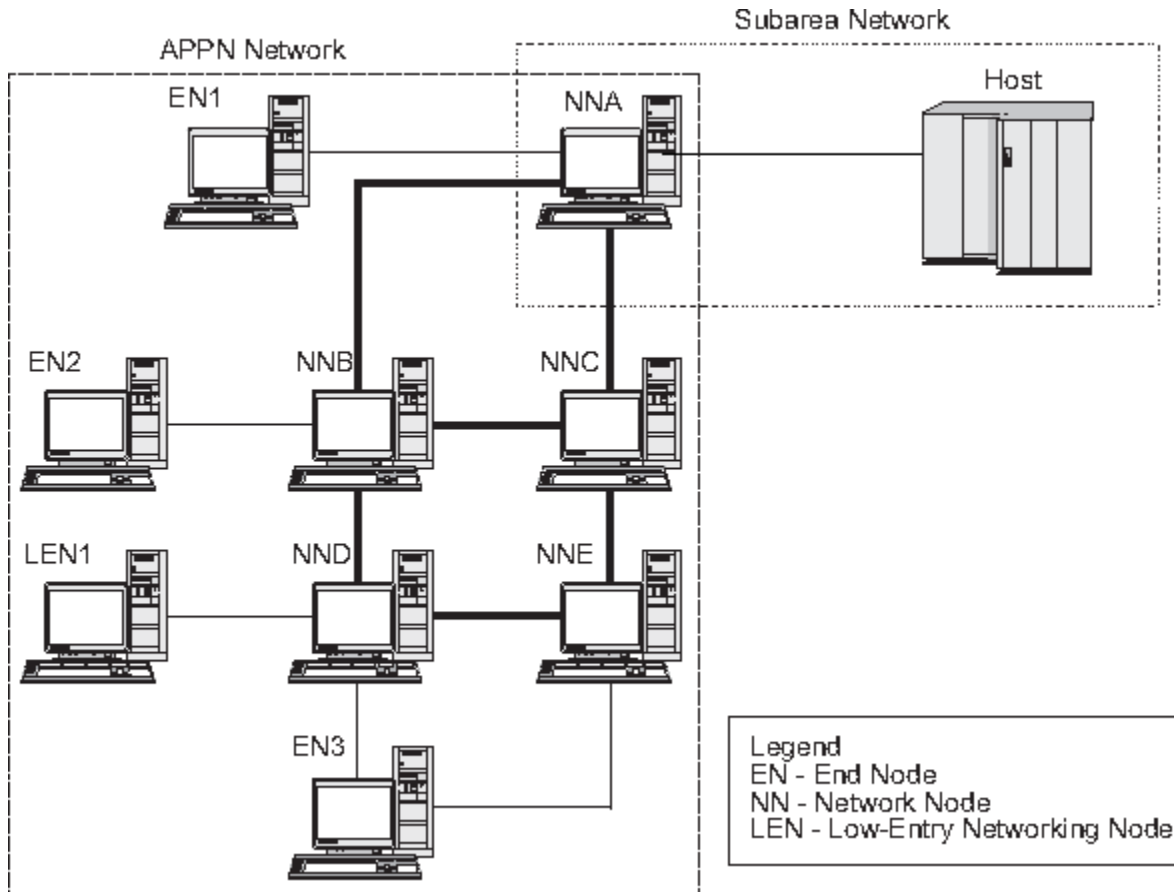 Subarea Network
APPN Network
EN1
NNA
Host
EN2
NNB
NNC
LEN1
NND
NNE
EN3
Legend
EN - End Node
NN - Network Node
LEN - Low-Entry Networking Node